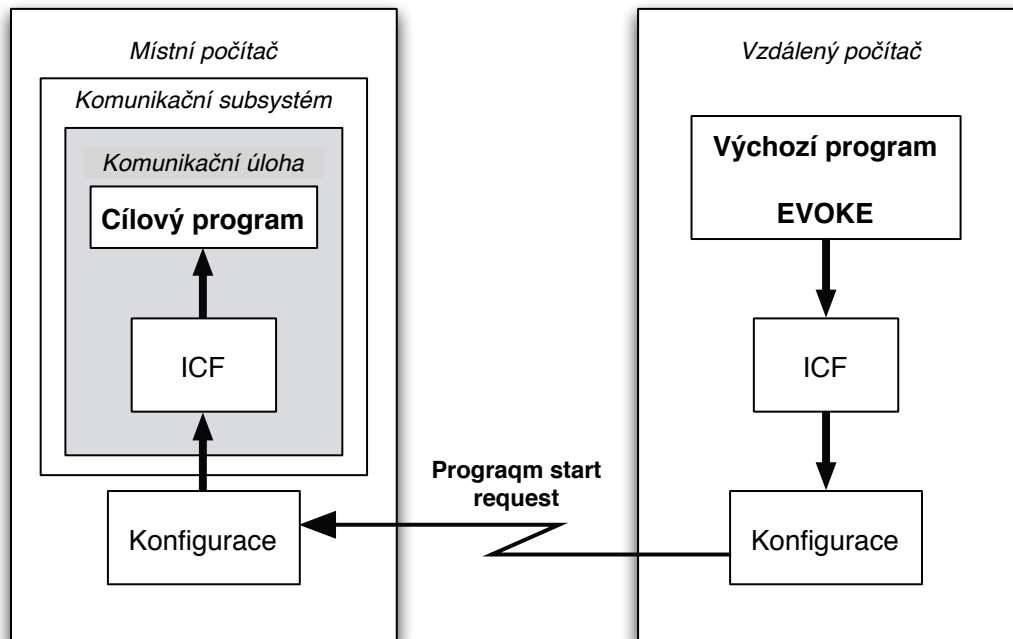 Místní počítač
Komunikační subsystém
Komunikační úloha
Cílový program
ICF
Konfigurace
Prograqm start
request
Vzdálený počítač
Výchozí program
EVOKE
ICF
Konfigurace